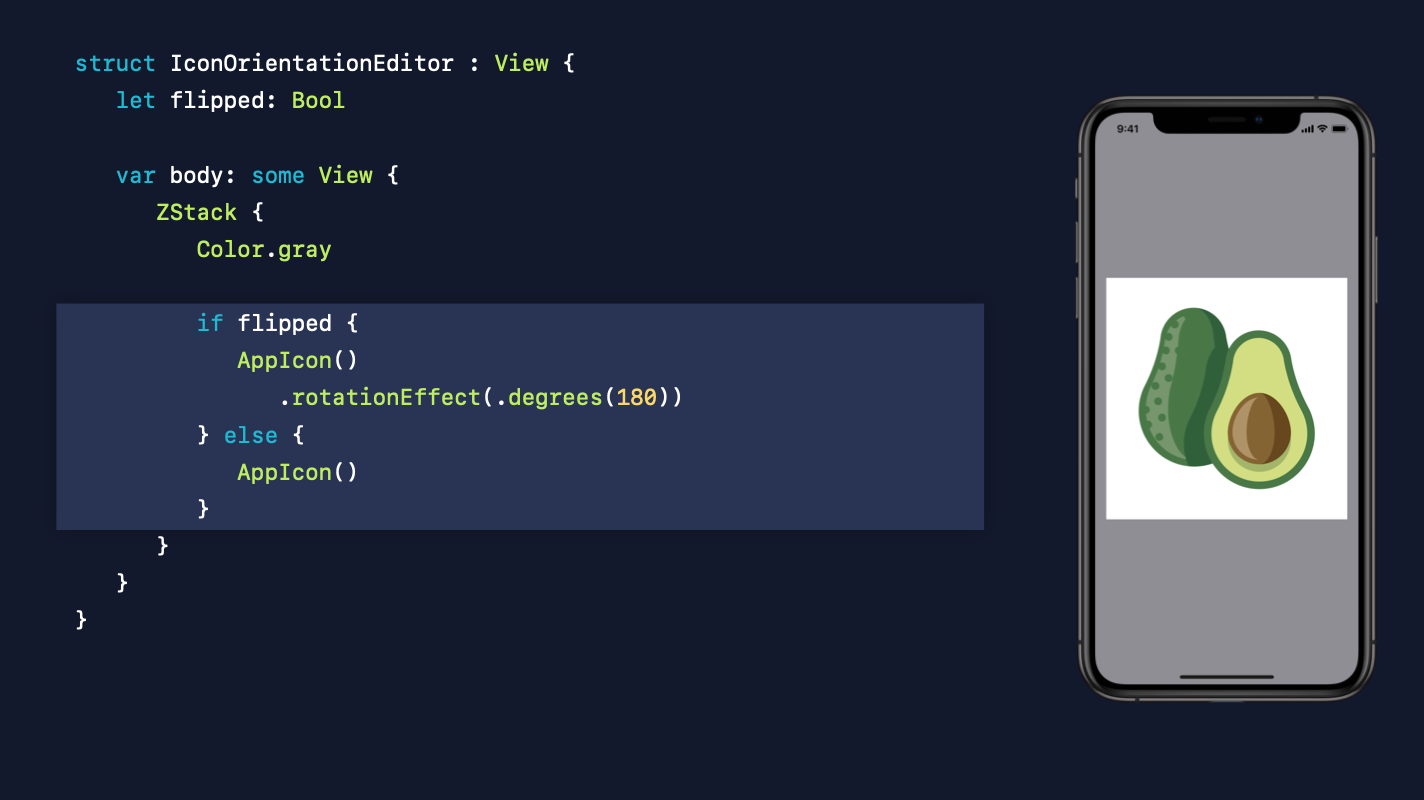 struct IconOrientationEditor : View {
let flipped: Bool
var body: some View {
ZStack {
Color.gray
if flipped {
AppIcon()
.rotationEffect(.degrees(180))
} else {
AppIcon()
}
}
}
}
9:41